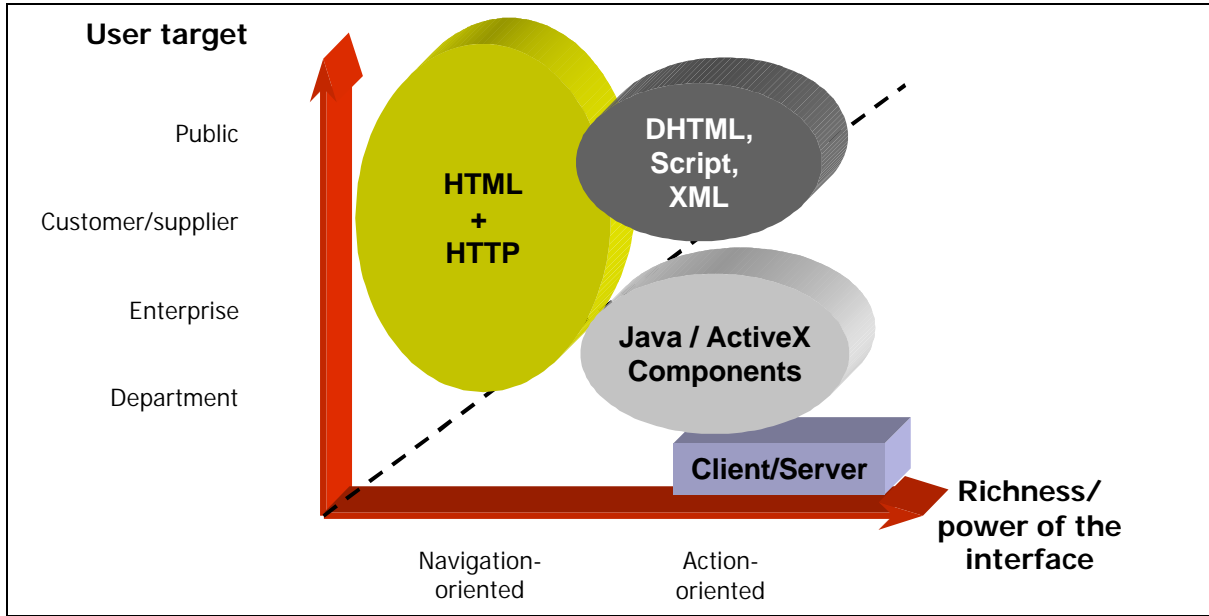 User target
Public
Customer/supplier
Enterprise
Department
HTML
+
HTTP
DHTML,
Script,
XML
Java / ActiveX
Components
Client/Server
Richness/
power of the
interface
Navigation-
oriented
Action-
oriented